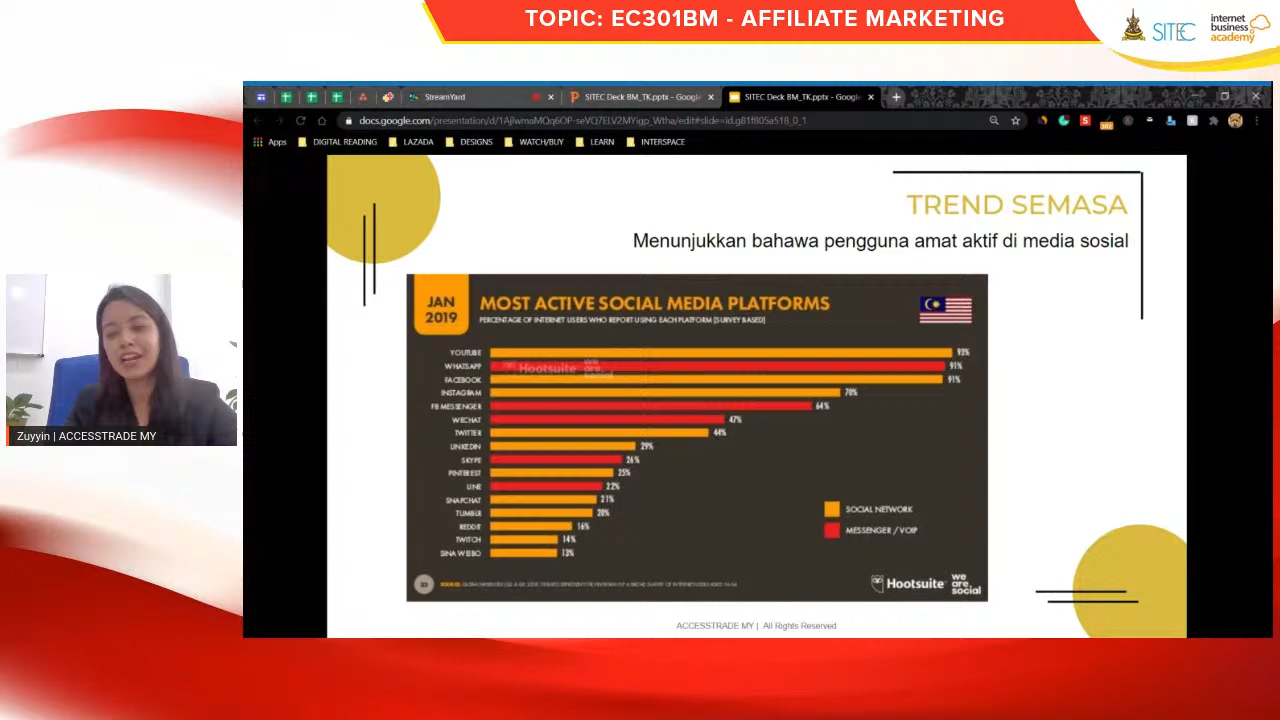 TOPIC: EC301BM - AFFILIATE MARKETING
SITEC
internet
business
academy
StreamYard
SITEC Deck BM_TK.pptx - Google
SITEC Deck BM_TK.pptx - Google
Apps
DIGITAL READING
LAZADA
DESIGNS
WATCH/BUY
LEARN
INTERSPACE
TREND SEMASA
Menunjukkan bahawa pengguna amat aktif di media sosial
JAN
2019
MOST ACTIVE SOCIAL MEDIA PLATFORMS
PERCENTAGE OF INTERNET USERS WHO REPORT USING EACH PLATFORM [SURVEY BASED]
YOUTUBE 93%
WHATSAPP 91%
FACEBOOK 91%
INSTAGRAM 70%
FB MESSENGER 64%
WECHAT 47%
TWITTER 44%
LINKEDIN 29%
SKYPE 26%
PINTEREST 25%
LINE 22%
SNAPCHAT 21%
TUMBLR 20%
REDDIT 16%
TWITCH 14%
SINA WEIBO 13%
Hootsuite we are social
SOCIAL NETWORK
MESSENGER / VOIP
Hootsuite
we
are
social
ACCESSTRADE MY | All Rights Reserved
Zuyyin | ACCESSTRADE MY